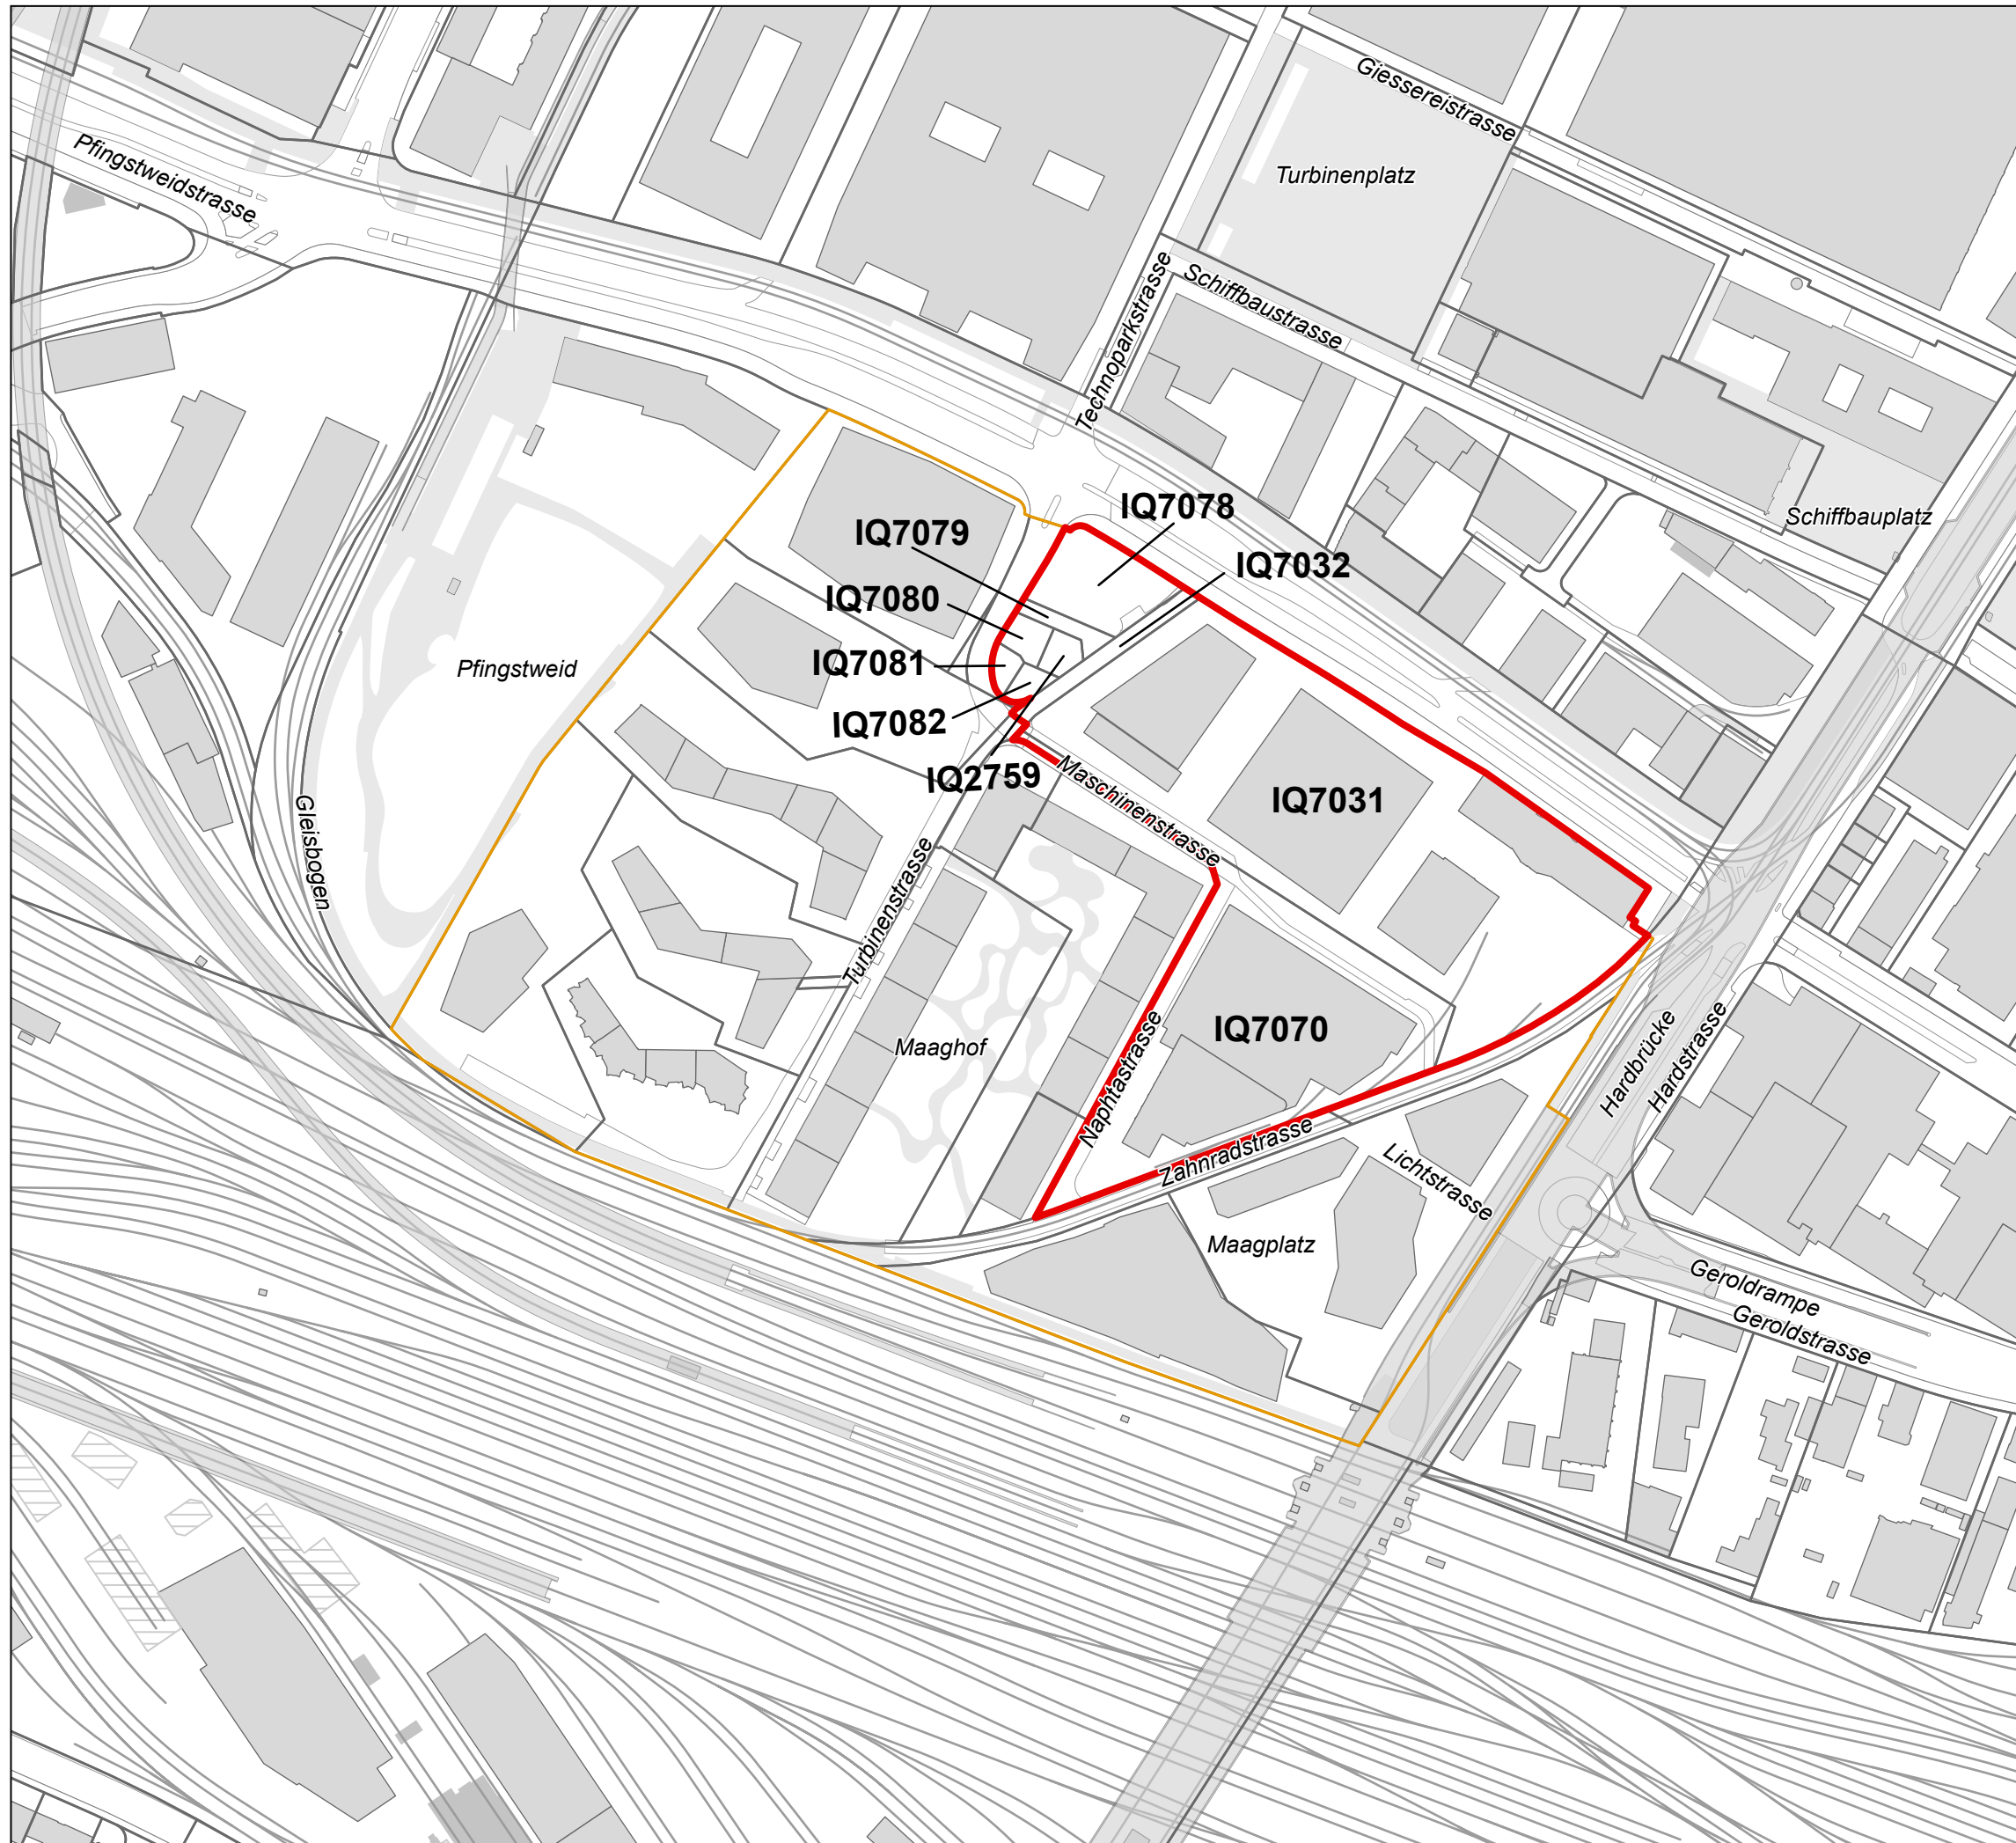 Giessereistrasse
Pfingstweidstrasse
Turbinenplatz
Technoparkstrasse
Schiffbaustrasse
IQ7078
Schiffbauplatz
IQ7079
IQ7032
IQ7080
Pfingstweid
IQ7081
IQ7082
IQ2759
Maschinenstrasse
IQ7031
Gleisbogen
Turbinenstrasse
IQ7070
Maaghof
Naphtastrasse
Hardbrücke
Hardstrasse
Zahnradstrasse
Lichtstrasse
Maagplatz
Geroldrampe
Geroldstrasse